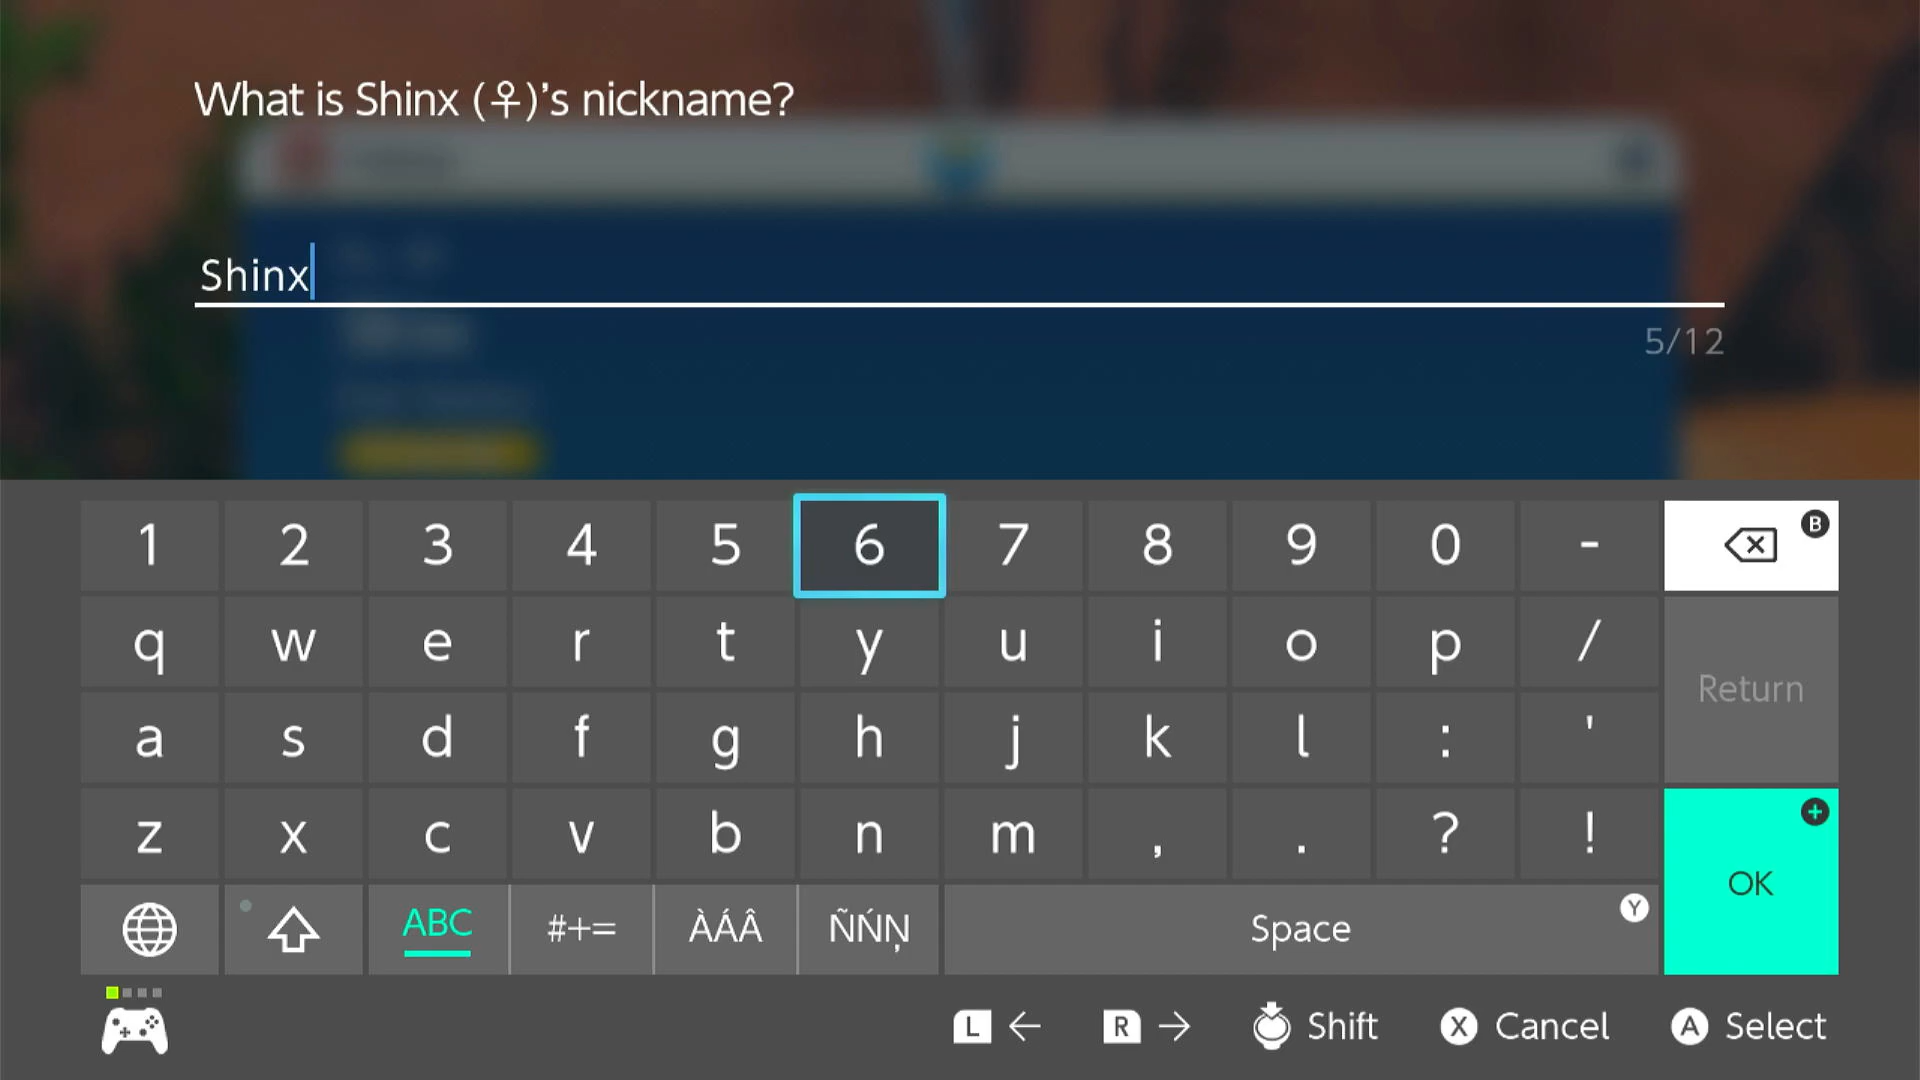 What is Shinx (♀)'s nickname?
Shinx
5/12
1 2 3 4 5 6 7 8 9 0 -
B
q w e r t y u i o p /
Return
a s d f g h j k l : '
z x c v b n m , . ? !
+
OK
ABC #+= ÀÁÂ ÑŃŅ Space Y
L ← R → Shift X Cancel A Select